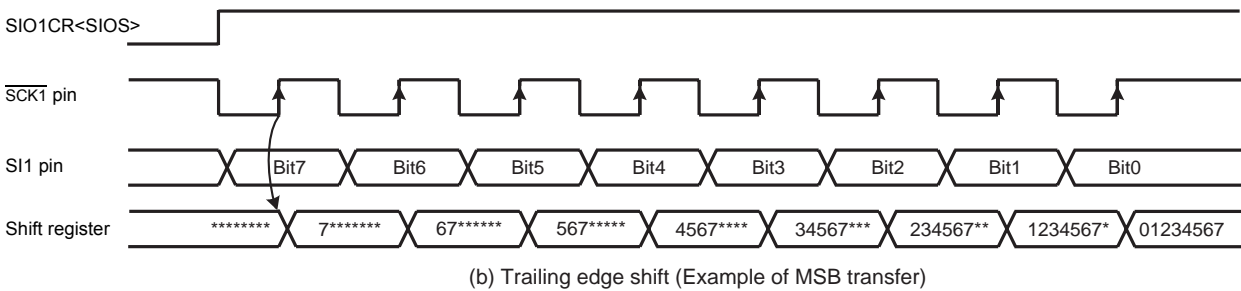 SIO1CR<SIOS>
SCK1 pin
SI1 pin Bit7 Bit6 Bit5 Bit4 Bit3 Bit2 Bit1 Bit0
Shift register ******** 7******* 67****** 567***** 4567**** 34567*** 234567** 1234567* 01234567
(b) Trailing edge shift (Example of MSB transfer)